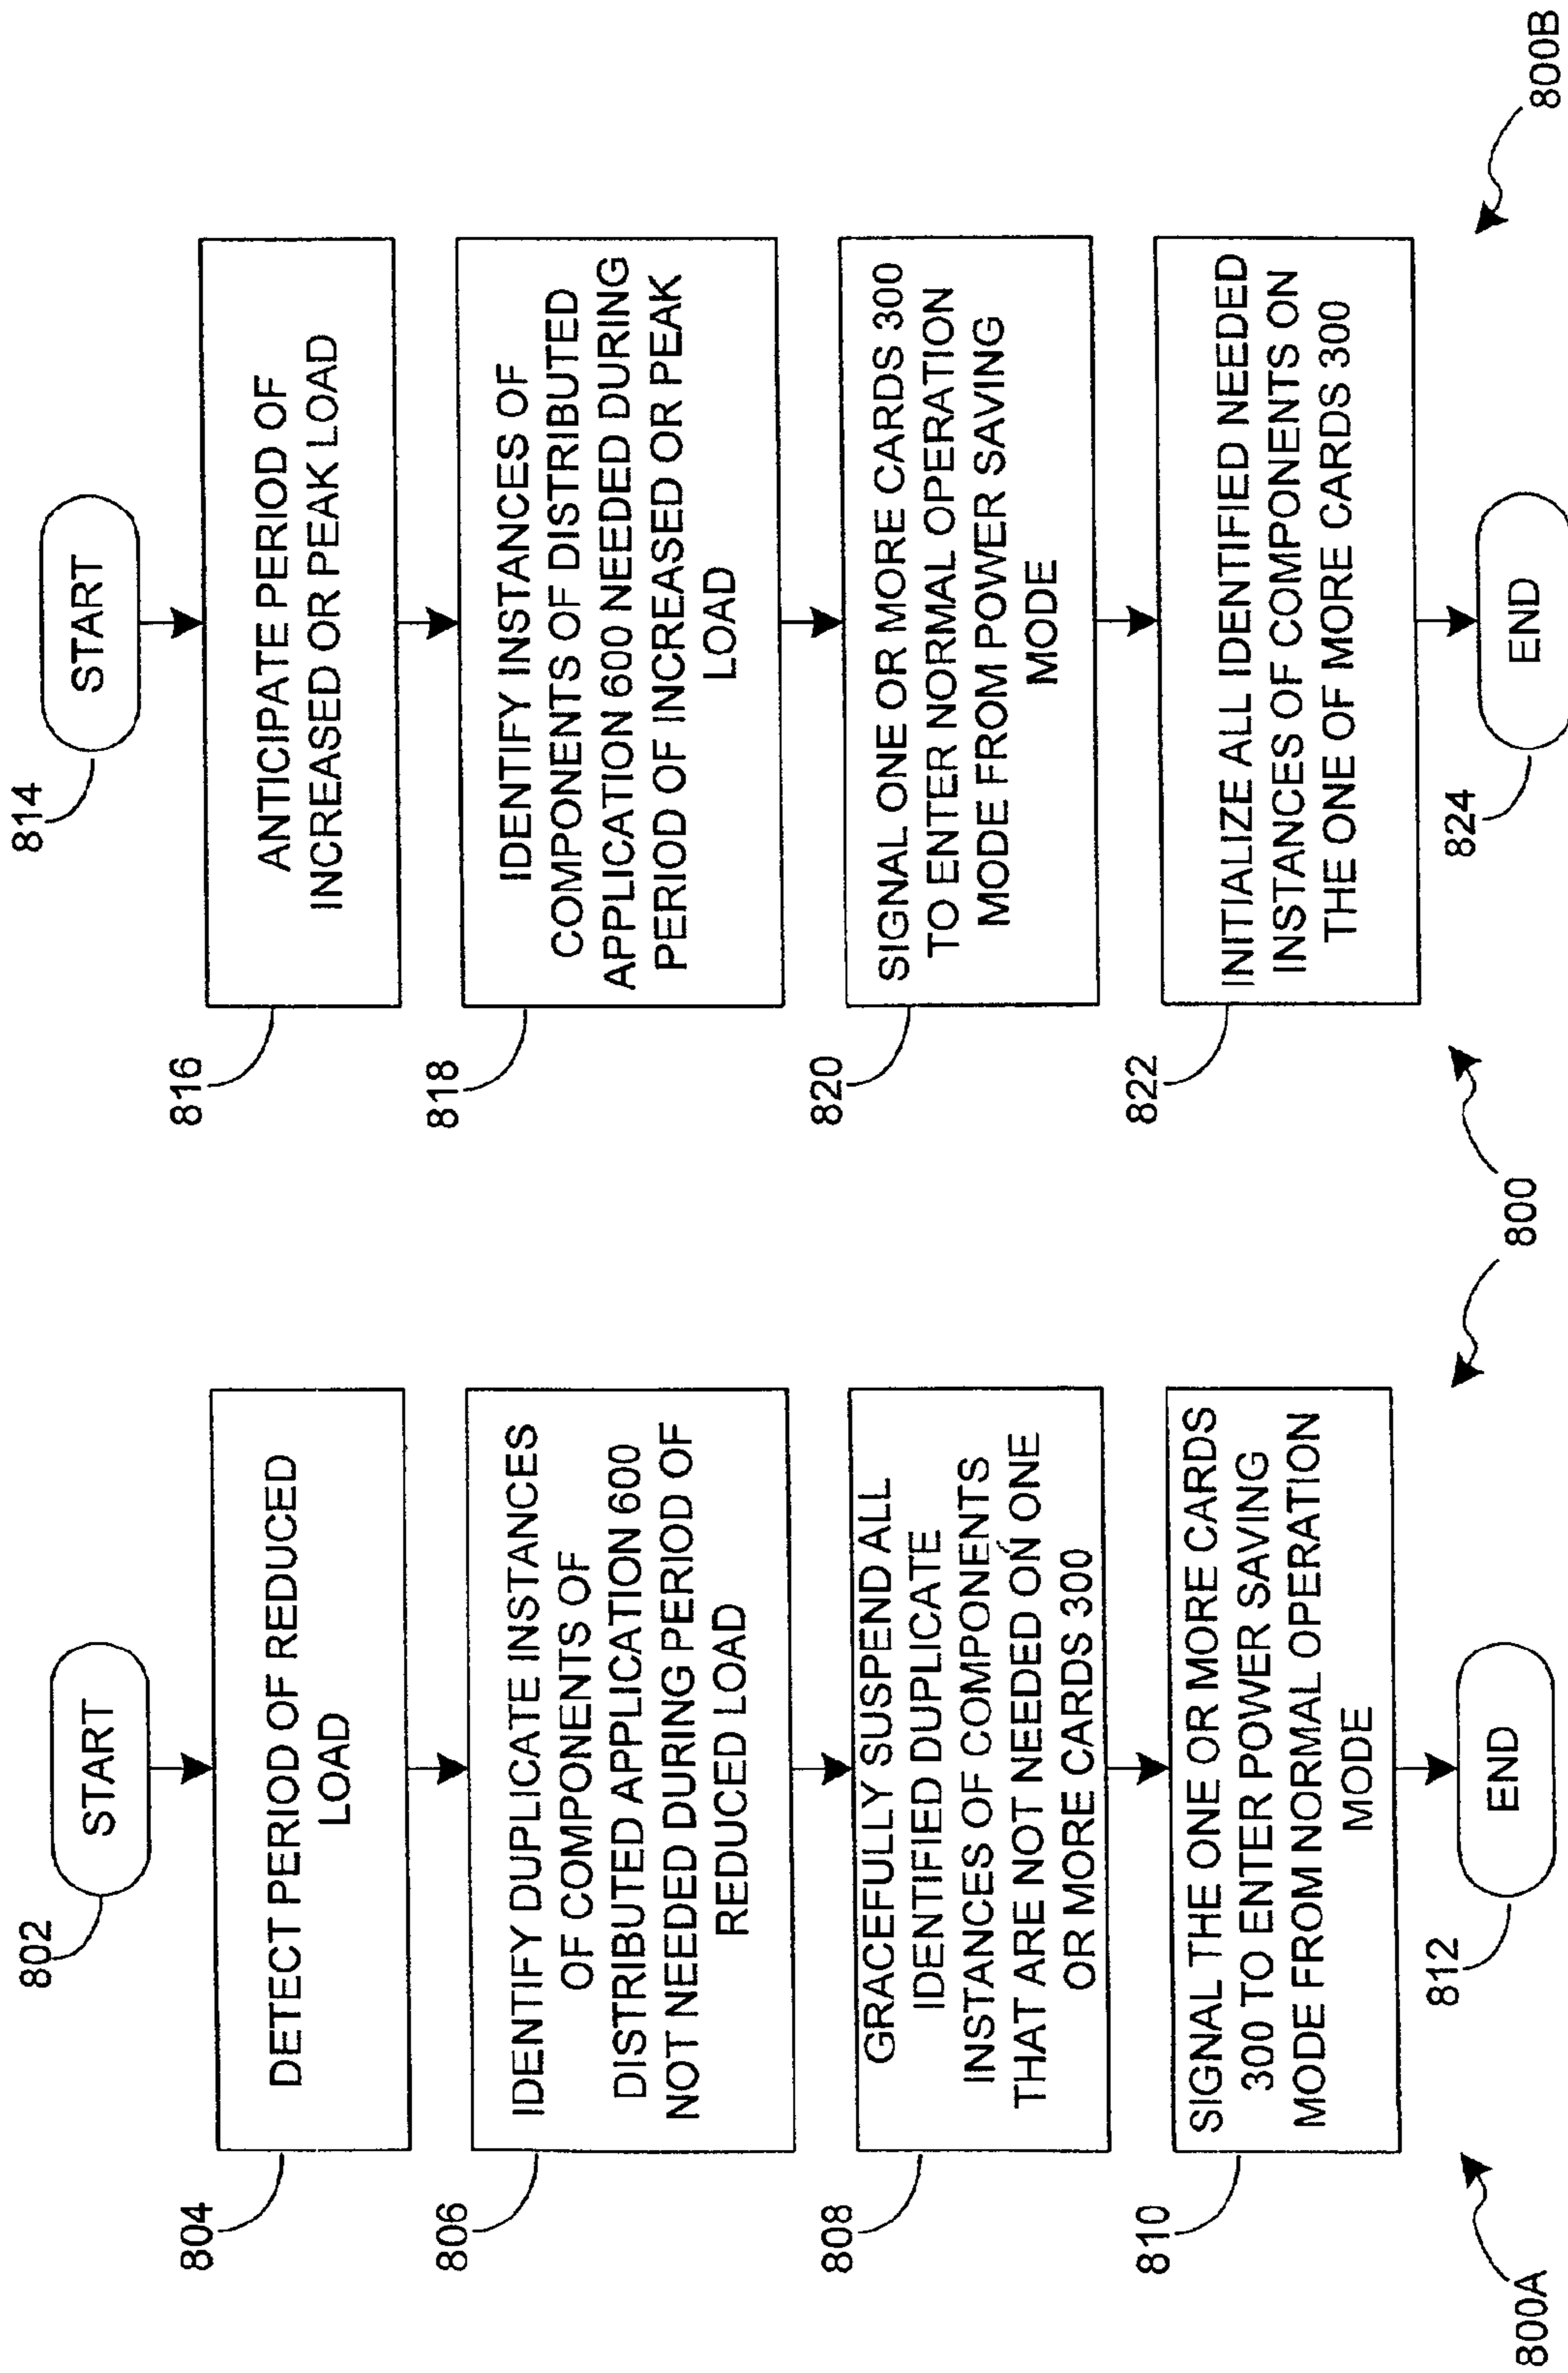 802
START
804
DETECT PERIOD OF REDUCED
LOAD
806
IDENTIFY DUPLICATE INSTANCES
OF COMPONENTS OF
DISTRIBUTED APPLICATION 600
NOT NEEDED DURING PERIOD OF
REDUCED LOAD
808
GRACEFULLY SUSPEND ALL
IDENTIFIED DUPLICATE
INSTANCES OF COMPONENTS
THAT ARE NOT NEEDED ON ONE
OR MORE CARDS 300
810
SIGNAL THE ONE OR MORE CARDS
300 TO ENTER POWER SAVING
MODE FROM NORMAL OPERATION
MODE
812
END
800A
800
814
START
816
ANTICIPATE PERIOD OF
INCREASED OR PEAK LOAD
818
IDENTIFY INSTANCES OF
COMPONENTS OF DISTRIBUTED
APPLICATION 600 NEEDED DURING
PERIOD OF INCREASED OR PEAK
LOAD
820
SIGNAL ONE OR MORE CARDS 300
TO ENTER NORMAL OPERATION
MODE FROM POWER SAVING
MODE
822
INITIALIZE ALL IDENTIFIED NEEDED
INSTANCES OF COMPONENTS ON
THE ONE OF MORE CARDS 300
824
END
800B